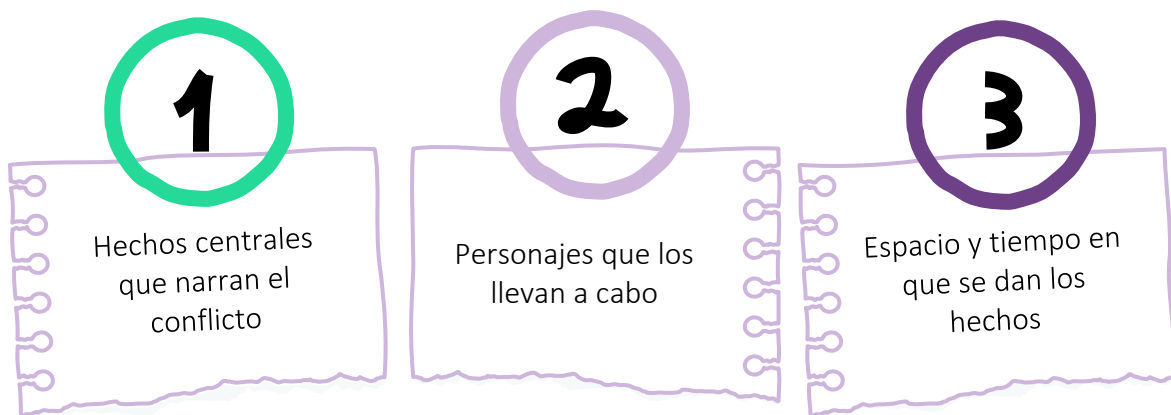 1
Hechos centrales
que narran el
conflicto
2
Personajes que los
llevan a cabo
3
Espacio y tiempo en
que se dan los
hechos